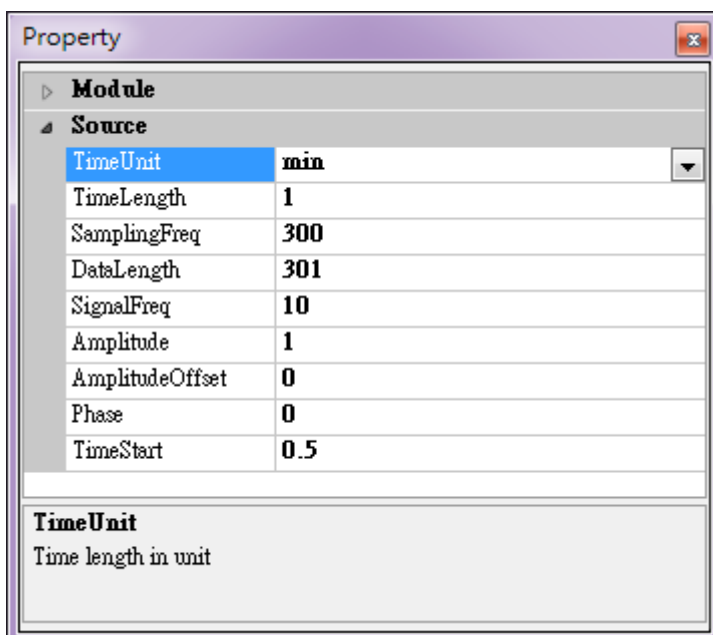 Property
Module
Source
TimeUnit min
TimeLength 1
SamplingFreq 300
DataLength 301
SignalFreq 10
Amplitude 1
AmplitudeOffset 0
Phase 0
TimeStart 0.5
TimeUnit
Time length in unit